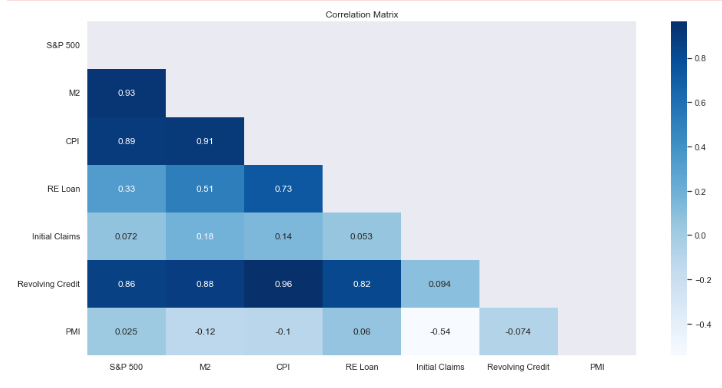 Correlation Matrix
S&P 500
M2 0.93
CPI 0.89 0.91
RE Loan 0.33 0.51 0.73
Initial Claims 0.072 0.18 0.14 0.053
Revolving Credit 0.86 0.88 0.96 0.82 0.094
PMI 0.025 -0.12 -0.1 0.06 -0.54 -0.074
S&P 500 M2 CPI RE Loan Initial Claims Revolving Credit PMI
0.8
0.6
0.4
0.2
0.0
−0.2
−0.4